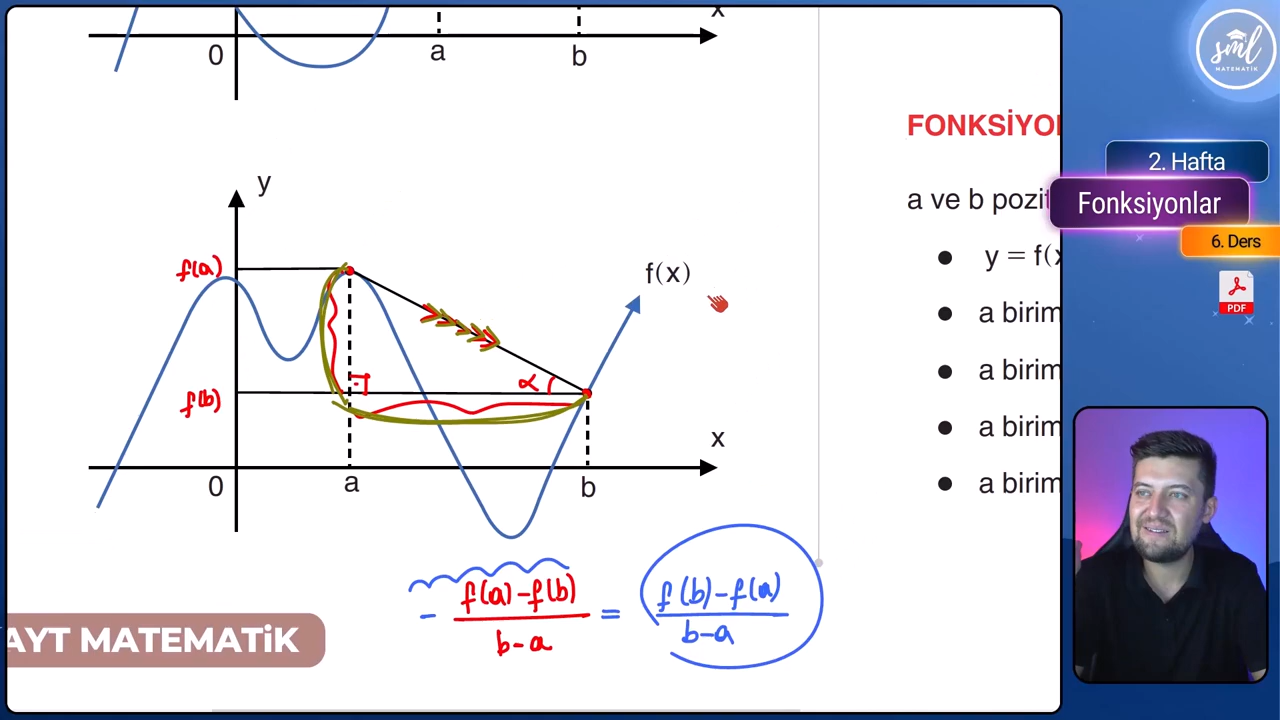 x
0
a
b
sml
MATEMATİK
FONKSİYO
2. Hafta
y
a ve b pozit
Fonksiyonlar
6. Ders
f(a)
f(x)
y = f(x
PDF
a birim
a birim
α
f(b)
a birim
x
0
a
b
a birim
- f(a)-f(b) / b-a = f(b)-f(a) / b-a
AYT MATEMATİK